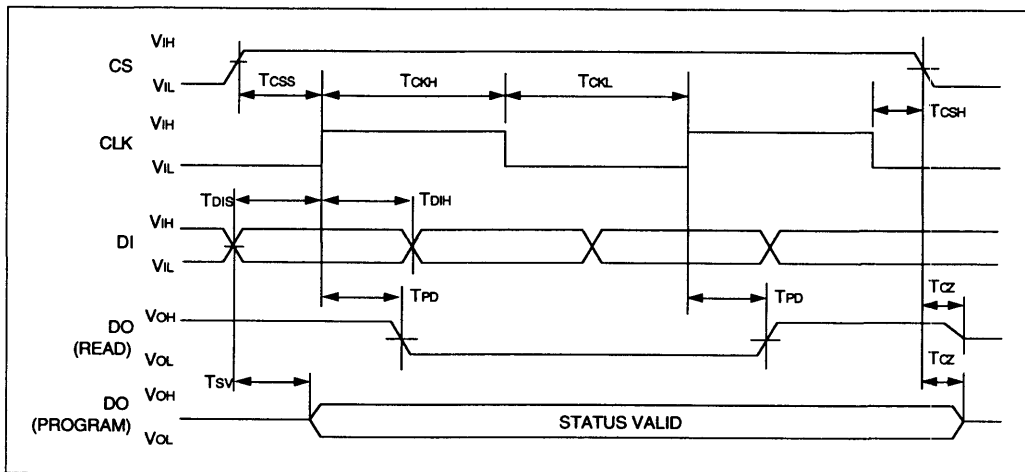 VIH
CS
VIL
TCSS
TCKH
TCKL
TCSH
VIH
CLK
VIL
TDIS
TDIH
VIH
DI
VIL
TPD
TPD
TCZ
VOH
DO
(READ)
VOL
TSV
TCZ
VOH
DO
(PROGRAM)
VOL
STATUS VALID